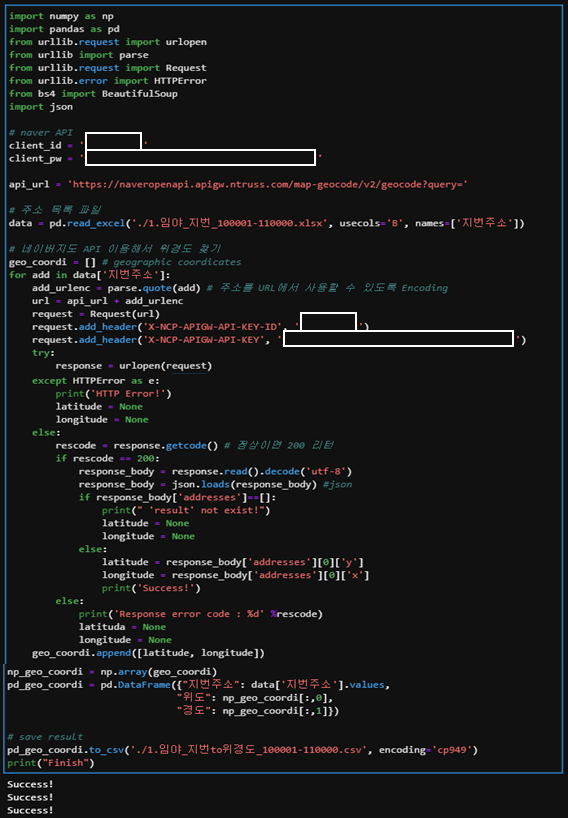 import numpy as np
import pandas as pd
from urllib.request import urlopen
from urllib import parse
from urllib.request import Request
from urllib.error import HTTPError
from bs4 import BeautifulSoup
import json

# naver API
client_id = ' '
client_pw = ' '

api_url = 'https://naveropenapi.apigw.ntruss.com/map-geocode/v2/geocode?query='

# 주소 목록 파일
data = pd.read_excel('./1.임야_지번_100001-110000.xlsx', usecols='B', names=['지번주소'])

# 네이버지도 API 이용해서 위경도 찾기
geo_coordi = [] # geographic coordicates
for add in data['지번주소']:
    add_urlenc = parse.quote(add) # 주소를 URL에서 사용할 수 있도록 Encoding
    url = api_url + add_urlenc
    request = Request(url)
    request.add_header('X-NCP-APIGW-API-KEY-ID', ' ')
    request.add_header('X-NCP-APIGW-API-KEY', ' ')
    try:
        response = urlopen(request)
    except HTTPError as e:
        print('HTTP Error!')
        latitude = None
        longitude = None
    else:
        rescode = response.getcode() # 정상이면 200 리턴
        if rescode == 200:
            response_body = response.read().decode('utf-8')
            response_body = json.loads(response_body) #json
            if response_body['addresses']==[]:
                print(" 'result' not exist!")
                latitude = None
                longitude = None
            else:
                latitude = response_body['addresses'][0]['y']
                longitude = response_body['addresses'][0]['x']
                print('Success!')
        else:
            print('Response error code : %d' %rescode)
            latituda = None
            longitude = None
    geo_coordi.append([latitude, longitude])
np_geo_coordi = np.array(geo_coordi)
pd_geo_coordi = pd.DataFrame({"지번주소": data['지번주소'].values,
                              "위도": np_geo_coordi[:,0],
                              "경도": np_geo_coordi[:,1]})

# save result
pd_geo_coordi.to_csv('./1.임야_지번to위경도_100001-110000.csv', encoding='cp949')
print("Finish")
Success!
Success!
Success!